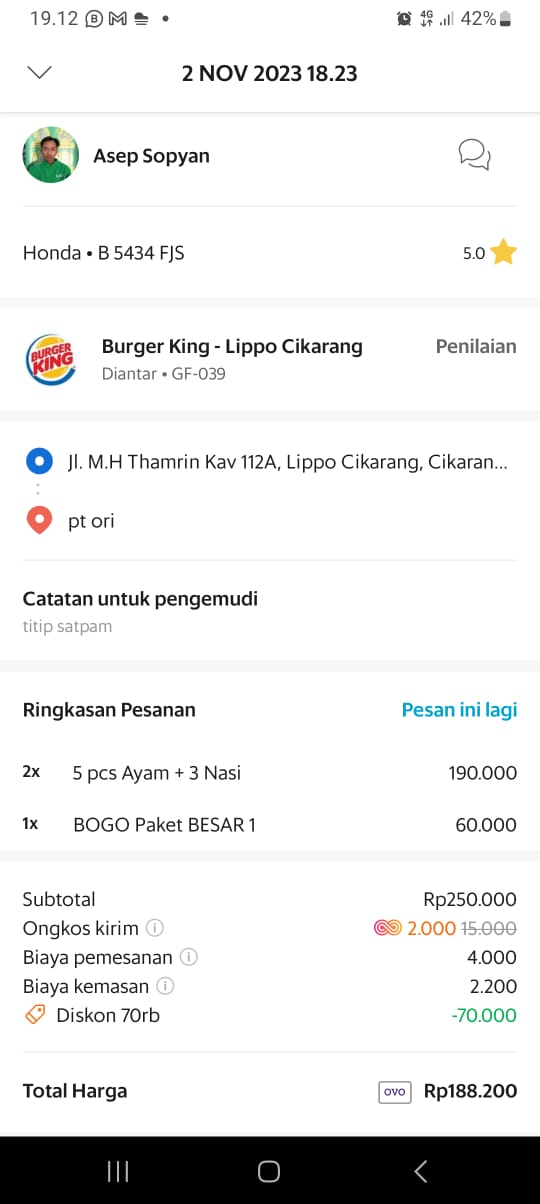 19.12
4G 42%
2 NOV 2023 18.23
Asep Sopyan
Honda • B 5434 FJS 5.0
BURGER KING
Burger King - Lippo Cikarang Penilaian
Diantar • GF-039
Jl. M.H Thamrin Kav 112A, Lippo Cikarang, Cikaran...
pt ori
Catatan untuk pengemudi
titip satpam
Ringkasan Pesanan Pesan ini lagi
2x 5 pcs Ayam + 3 Nasi 190.000
1x BOGO Paket BESAR 1 60.000
Subtotal Rp250.000
Ongkos kirim 2.000 15.000
Biaya pemesanan 4.000
Biaya kemasan 2.200
Diskon 70rb -70.000
Total Harga OVO Rp188.200